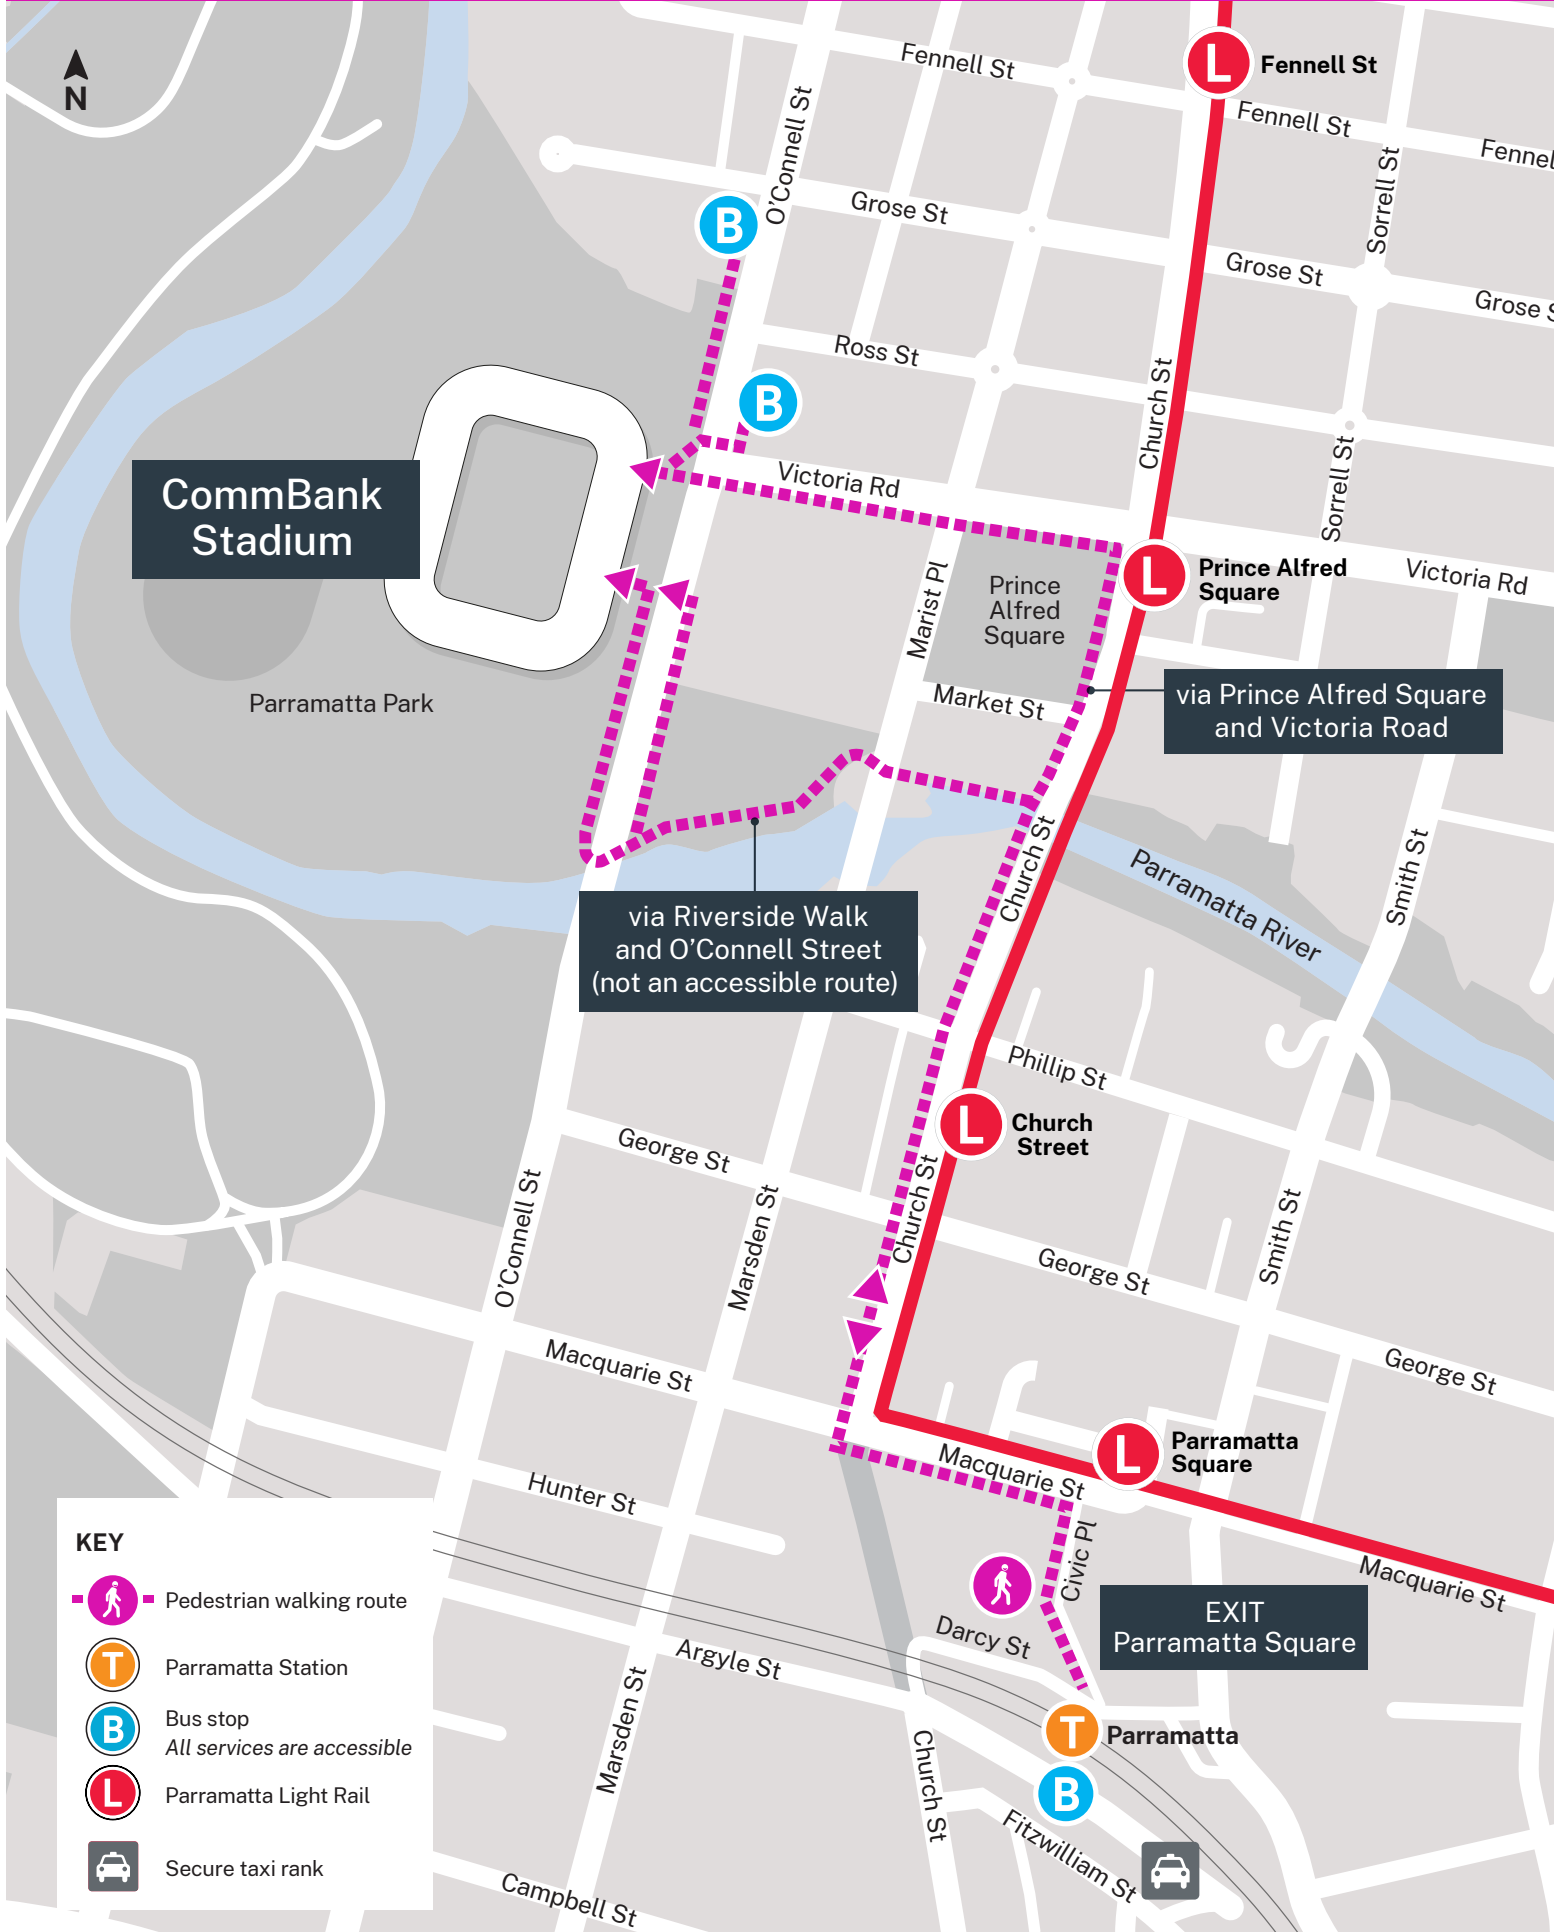 N
Fennell St
L
Fennell St
Fennell St
Fennel
O'Connell St
Sorrell St
B
Grose St
Grose St
Grose S
Ross St
Church St
B
Victoria Rd
Sorrell St
CommBank
Stadium
L
Prince Alfred
Square
Victoria Rd
Prince
Alfred
Square
Marist Pl
Parramatta Park
Market St
via Prince Alfred Square
and Victoria Road
Church St
Parramatta River
Smith St
via Riverside Walk
and O'Connell Street
(not an accessible route)
Phillip St
L
Church
Street
George St
Church St
O'Connell St
Marsden St
Smith St
George St
Macquarie St
George St
L
Parramatta
Square
Macquarie St
Hunter St
Civic Pl
Macquarie St
EXIT
Parramatta Square
Darcy St
Argyle St
Marsden St
T
Parramatta
Church St
B
Fitzwilliam St
Campbell St
KEY
Pedestrian walking route
T
Parramatta Station
B
Bus stop
All services are accessible
L
Parramatta Light Rail
Secure taxi rank